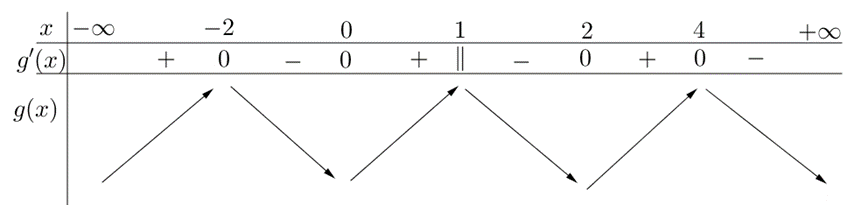 x −∞ −2 0 1 2 4 +∞
g′(x) + 0 − 0 + || − 0 + 0 −
g(x)